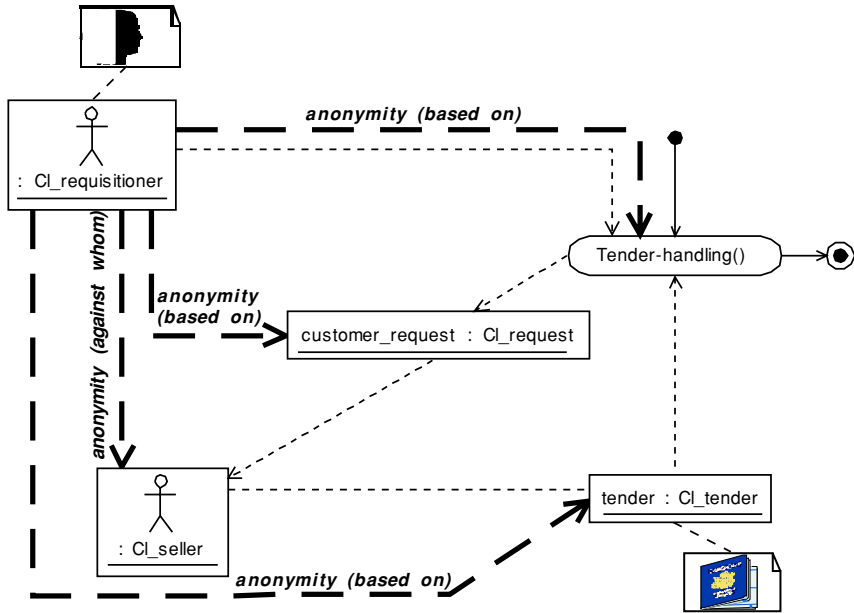 anonymity (based on)
: Cl_requisitioner
anonymity (against whom)
Tender-handling()
anonymity
(based on)
customer_request : Cl_request
tender : Cl_tender
: Cl_seller
anonymity (based on)